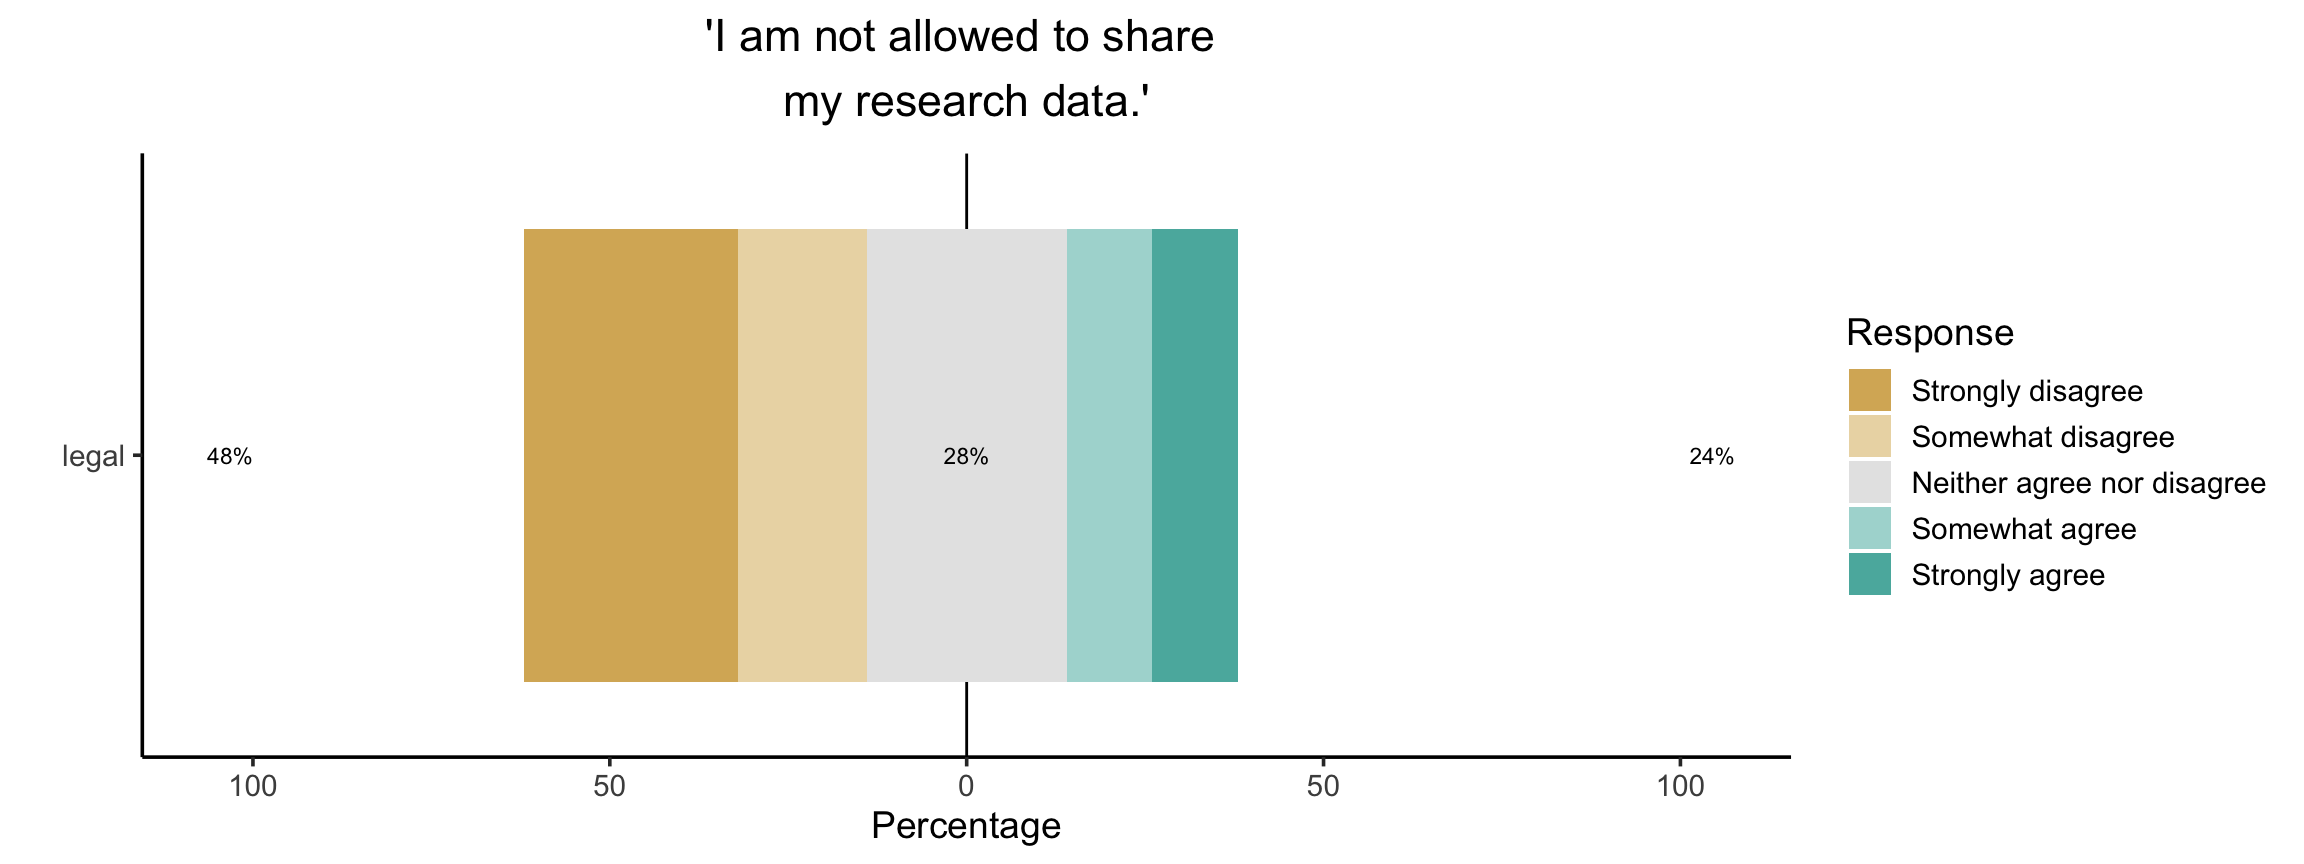 'I am not allowed to share
my research data.'
legal
48%
28%
24%
100
50
0
50
100
Percentage
Response
Strongly disagree
Somewhat disagree
Neither agree nor disagree
Somewhat agree
Strongly agree